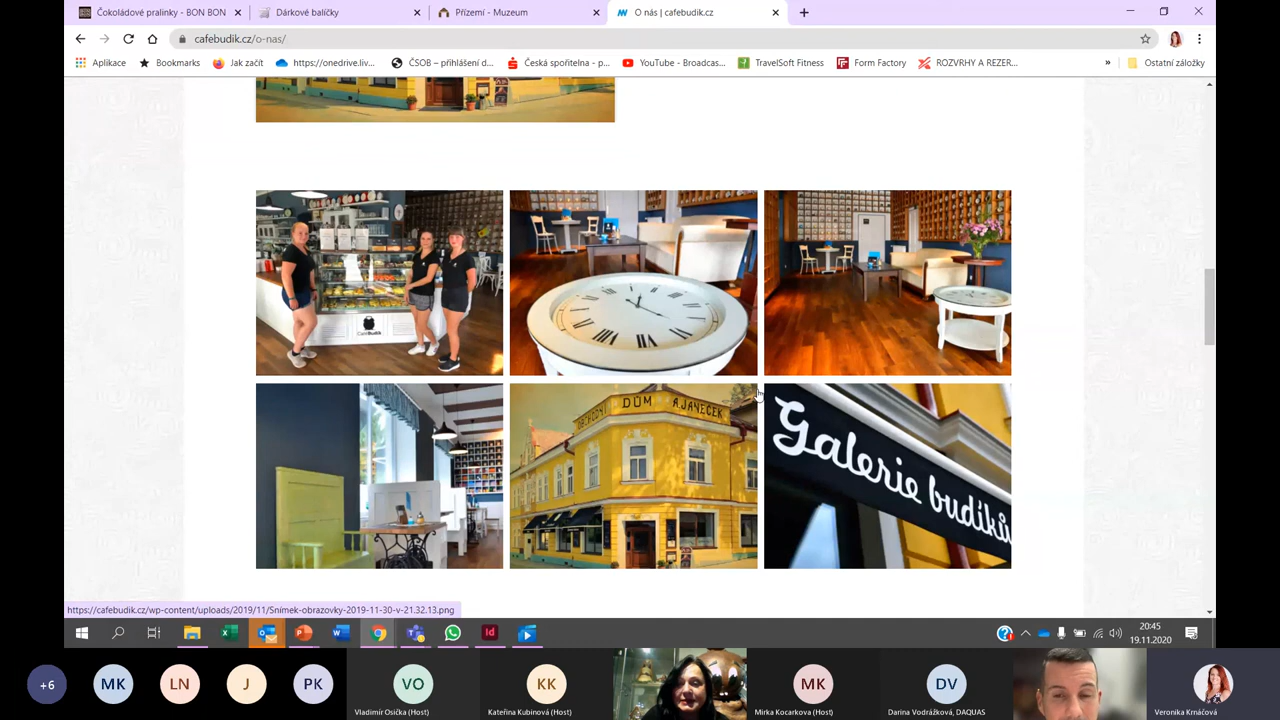 Čokoládové pralinky - BON BON
Dárkové balíčky
Přízemí - Muzeum
O nás | cafebudik.cz
cafebudik.cz/o-nas/
Aplikace
Bookmarks
Jak začít
https://onedrive.liv...
ČSOB – přihlášení d...
Česká spořitelna - p...
YouTube - Broadcas...
TravelSoft Fitness
Form Factory
ROZVRHY A REZER...
»
Ostatní záložky
CaféBudík
OBCHODNÍ DŮM A.JANEČEK
Galerie budíků
https://cafebudik.cz/wp-content/uploads/2019/11/Snímek-obrazovky-2019-11-30-v-21.32.13.png
20:45
19.11.2020
+6
MK
LN
J
PK
VO
KK
MK
DV
Vladimír Osička (Host)
Kateřina Kubinová (Host)
Mirka Kocarkova (Host)
Darina Vodrážková, DAQUAS
Veronika Krnáčová